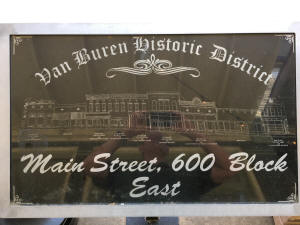 Van Buren Historic District
Main Street, 600 Block
East